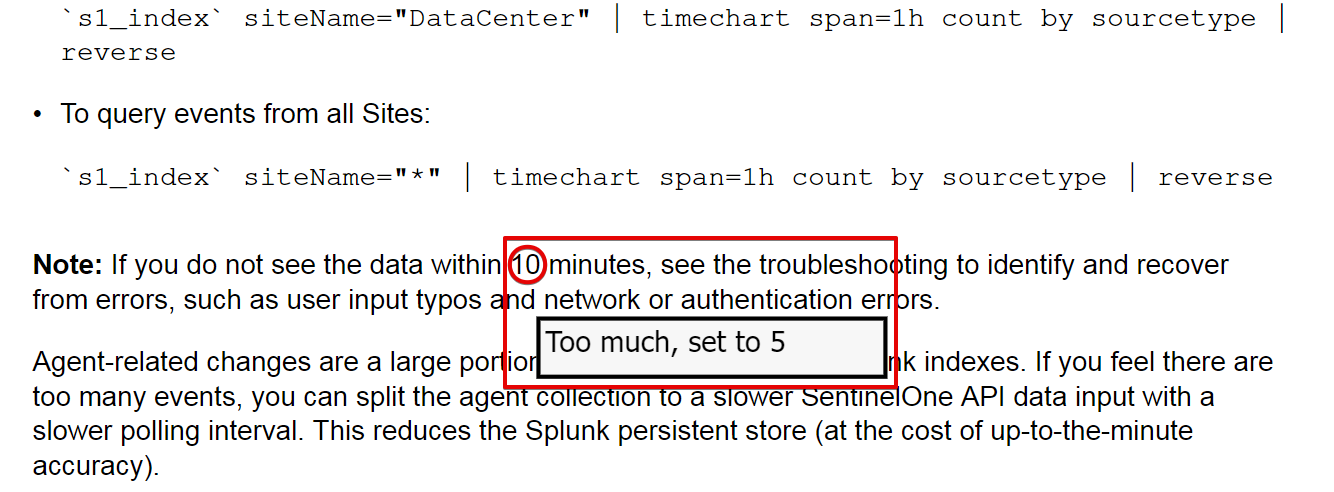 `s1_index` siteName="DataCenter" | timechart span=1h count by sourcetype |
reverse
• To query events from all Sites:
`s1_index` siteName="*" | timechart span=1h count by sourcetype | reverse
Note: If you do not see the data within 10 minutes, see the troubleshooting to identify and recover
from errors, such as user input typos and network or authentication errors.
Too much, set to 5
Agent-related changes are a large portion indexes. If you feel there are
too many events, you can split the agent collection to a slower SentinelOne API data input with a
slower polling interval. This reduces the Splunk persistent store (at the cost of up-to-the-minute
accuracy).